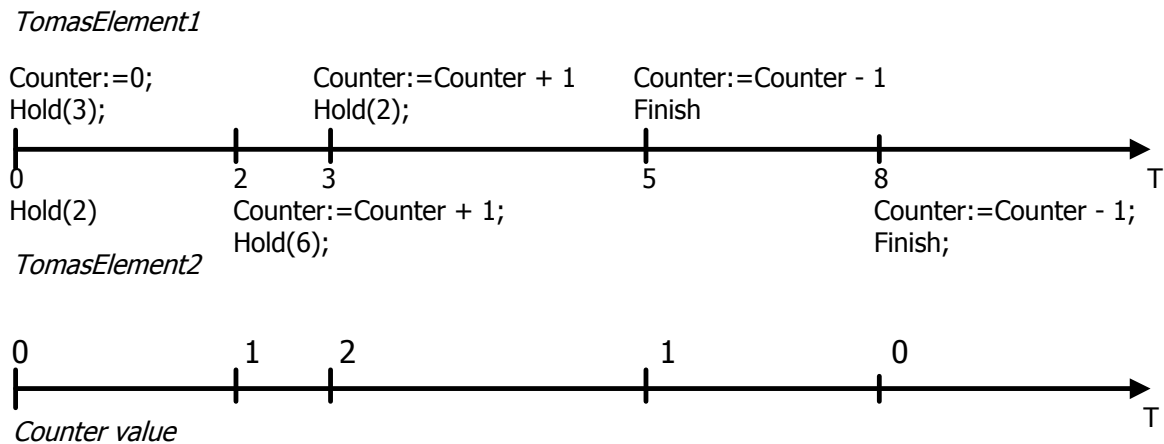 TomasElement1
Counter:=0; Counter:=Counter + 1 Counter:=Counter - 1
Hold(3); Hold(2); Finish
0 2 3 5 8 T
Hold(2) Counter:=Counter + 1; Counter:=Counter - 1;
Hold(6); Finish;
TomasElement2
0 1 2 1 0
T
Counter value